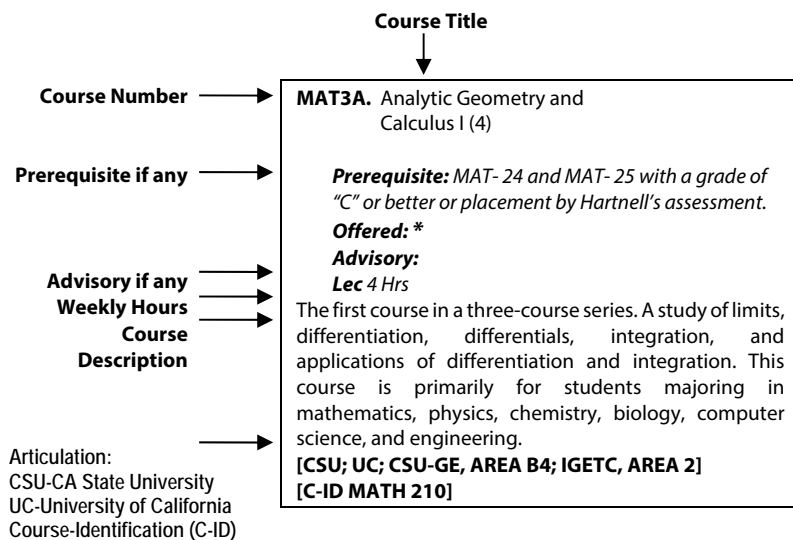 Course Title
Course Number
MAT3A. Analytic Geometry and
Calculus I (4)
Prerequisite if any
Prerequisite: MAT- 24 and MAT- 25 with a grade of
“C” or better or placement by Hartnell’s assessment.
Offered: *
Advisory:
Lec 4 Hrs
Advisory if any
Weekly Hours
Course
Description
The first course in a three-course series. A study of limits,
differentiation, differentials, integration, and
applications of differentiation and integration. This
course is primarily for students majoring in
mathematics, physics, chemistry, biology, computer
science, and engineering.
[CSU; UC; CSU-GE, AREA B4; IGETC, AREA 2]
[C-ID MATH 210]
Articulation:
CSU-CA State University
UC-University of California
Course-Identification (C-ID)